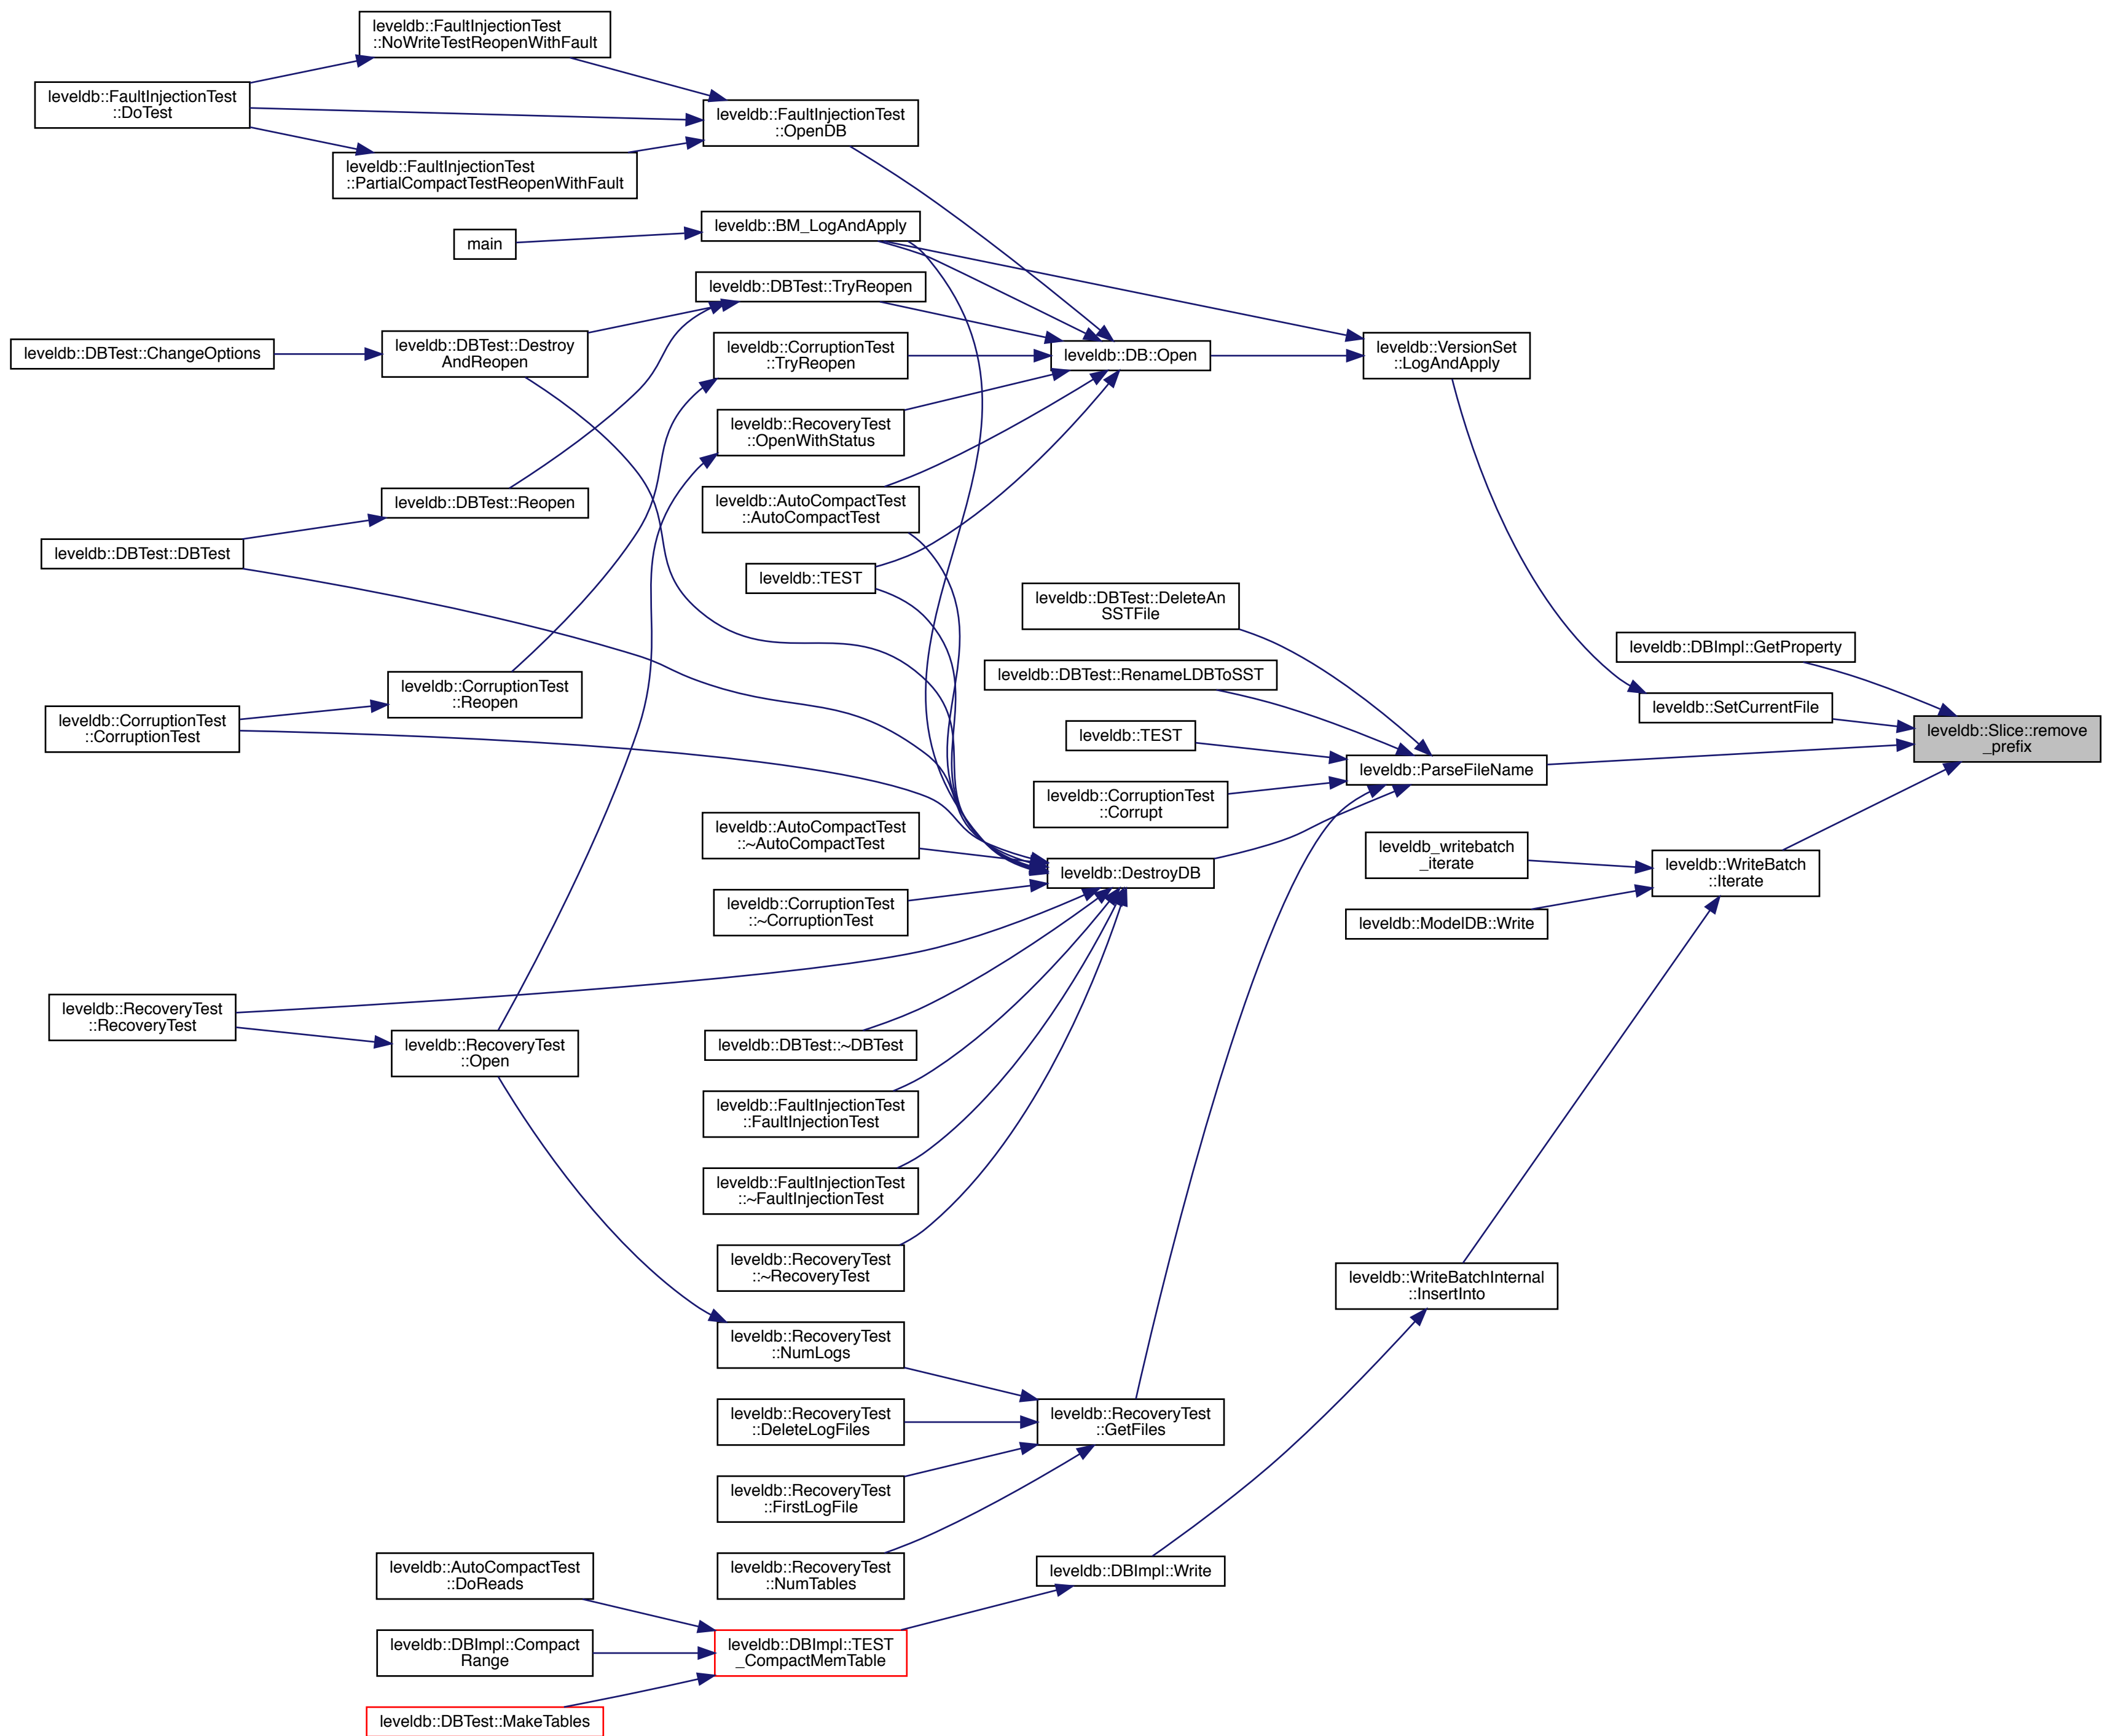 leveldb::FaultInjectionTest
::NoWriteTestReopenWithFault
leveldb::FaultInjectionTest
::DoTest
leveldb::FaultInjectionTest
::OpenDB
leveldb::FaultInjectionTest
::PartialCompactTestReopenWithFault
leveldb::BM_LogAndApply
main
leveldb::DBTest::TryReopen
leveldb::DBTest::ChangeOptions
leveldb::DBTest::Destroy
AndReopen
leveldb::CorruptionTest
::TryReopen
leveldb::DB::Open
leveldb::VersionSet
::LogAndApply
leveldb::RecoveryTest
::OpenWithStatus
leveldb::DBTest::Reopen
leveldb::AutoCompactTest
::AutoCompactTest
leveldb::DBTest::DBTest
leveldb::TEST
leveldb::DBTest::DeleteAn
SSTFile
leveldb::DBImpl::GetProperty
leveldb::DBTest::RenameLDBToSST
leveldb::CorruptionTest
::Reopen
leveldb::SetCurrentFile
leveldb::CorruptionTest
::CorruptionTest
leveldb::TEST
leveldb::Slice::remove
_prefix
leveldb::ParseFileName
leveldb::CorruptionTest
::Corrupt
leveldb::AutoCompactTest
::~AutoCompactTest
leveldb_writebatch
_iterate
leveldb::DestroyDB
leveldb::WriteBatch
::Iterate
leveldb::CorruptionTest
::~CorruptionTest
leveldb::ModelDB::Write
leveldb::RecoveryTest
::RecoveryTest
leveldb::RecoveryTest
::Open
leveldb::DBTest::~DBTest
leveldb::FaultInjectionTest
::FaultInjectionTest
leveldb::FaultInjectionTest
::~FaultInjectionTest
leveldb::RecoveryTest
::~RecoveryTest
leveldb::WriteBatchInternal
::InsertInto
leveldb::RecoveryTest
::NumLogs
leveldb::RecoveryTest
::DeleteLogFiles
leveldb::RecoveryTest
::GetFiles
leveldb::RecoveryTest
::FirstLogFile
leveldb::RecoveryTest
::NumTables
leveldb::DBImpl::Write
leveldb::AutoCompactTest
::DoReads
leveldb::DBImpl::Compact
Range
leveldb::DBImpl::TEST
_CompactMemTable
leveldb::DBTest::MakeTables